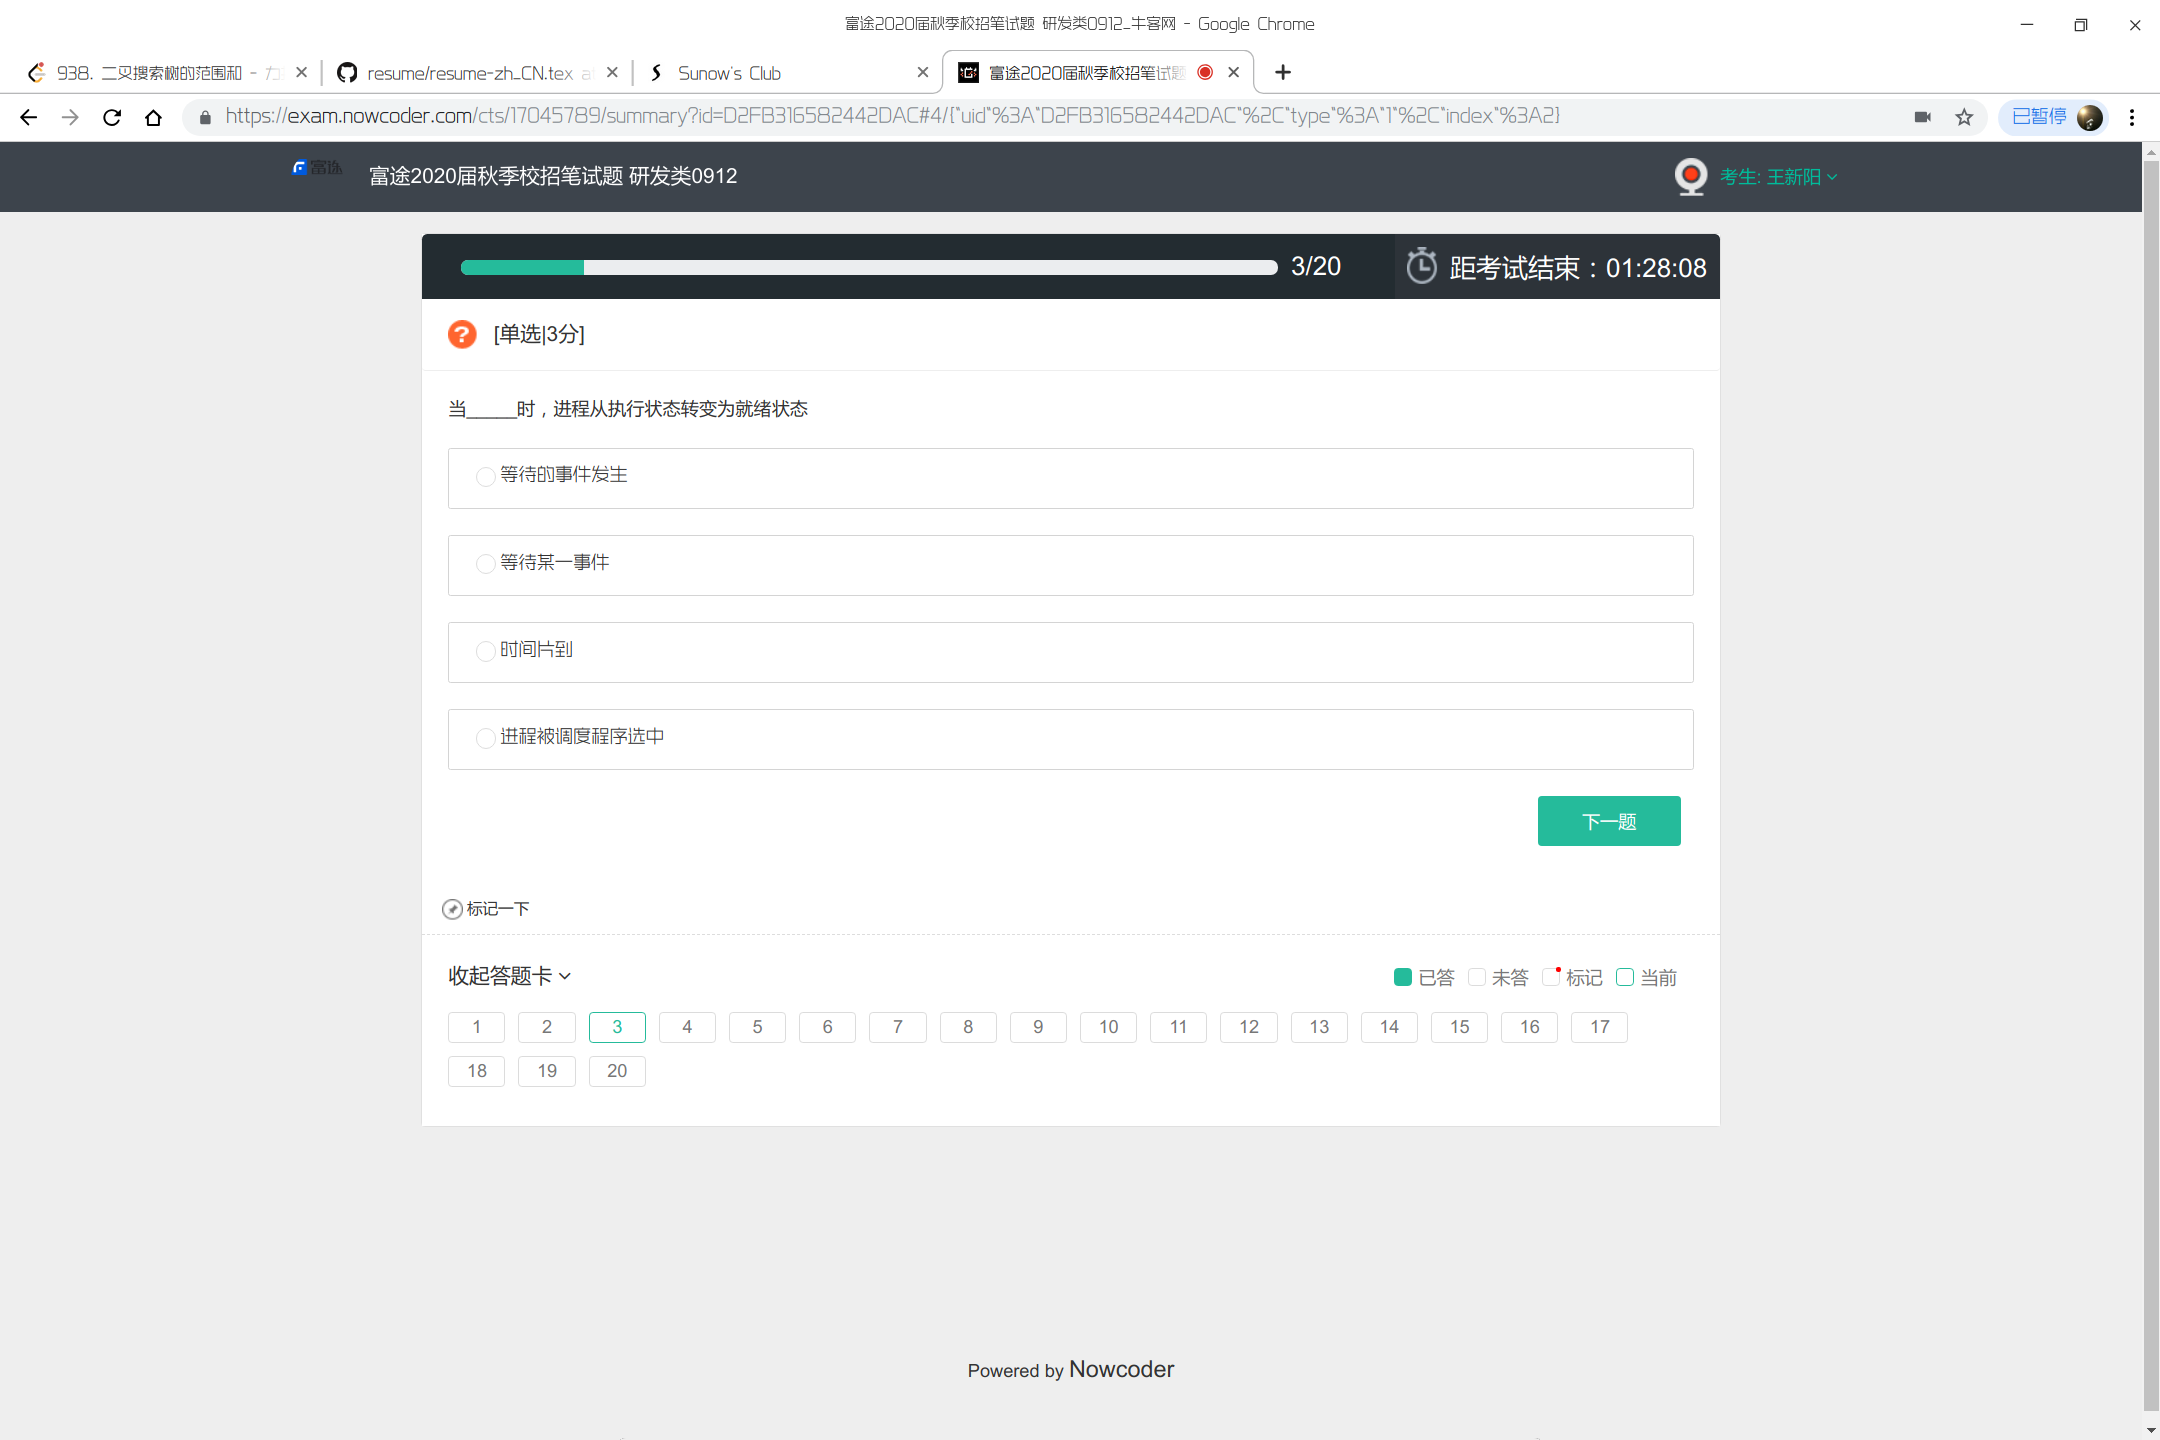 富途2020届秋季校招笔试题 研发类0912_牛客网 - Google Chrome
938. 二叉搜索树的范围和 - 力
resume/resume-zh_CN.tex at
Sunow's Club
富途2020届秋季校招笔试题
https://exam.nowcoder.com/cts/17045789/summary?id=D2FB316582442DAC#4/{"uid"%3A"D2FB316582442DAC"%2C"type"%3A"1"%2C"index"%3A2}
已暂停
富途
富途2020届秋季校招笔试题 研发类0912
考生: 王新阳
3/20
距考试结束：01:28:08
[单选|3分]
当_____时，进程从执行状态转变为就绪状态
等待的事件发生
等待某一事件
时间片到
进程被调度程序选中
下一题
标记一下
收起答题卡
已答 未答 标记 当前
1 2 3 4 5 6 7 8 9 10 11 12 13 14 15 16 17
18 19 20
Powered by Nowcoder